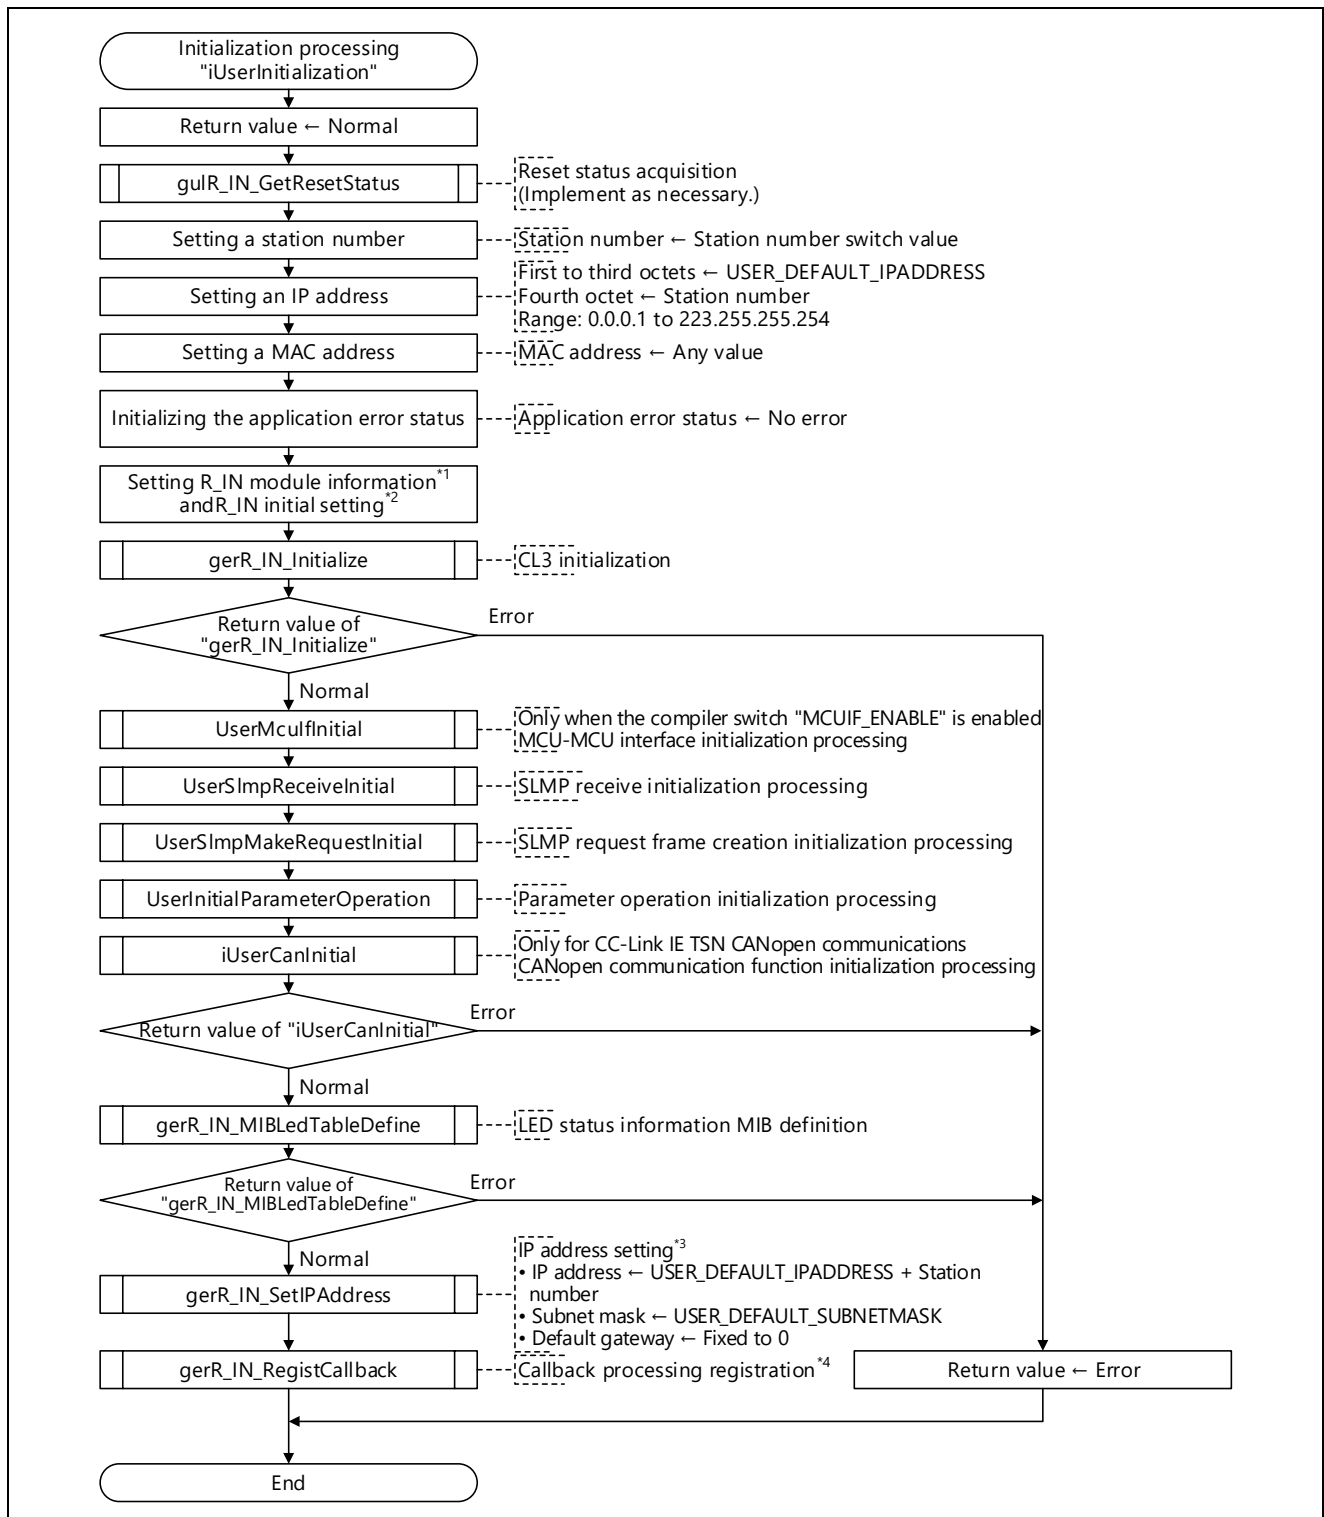 Initialization processing
"iUserInitialization"
Return value ← Normal
gulR_IN_GetResetStatus
Reset status acquisition
(Implement as necessary.)
Setting a station number
Station number ← Station number switch value
Setting an IP address
First to third octets ← USER_DEFAULT_IPADDRESS
Fourth octet ← Station number
Range: 0.0.0.1 to 223.255.255.254
Setting a MAC address
MAC address ← Any value
Initializing the application error status
Application error status ← No error
Setting R_IN module information*1
andR_IN initial setting*2
gerR_IN_Initialize
CL3 initialization
Return value of
"gerR_IN_Initialize"
Error
Normal
UserMcuIfInitial
Only when the compiler switch "MCUIF_ENABLE" is enabled
MCU-MCU interface initialization processing
UserSlmpReceiveInitial
SLMP receive initialization processing
UserSlmpMakeRequestInitial
SLMP request frame creation initialization processing
UserInitialParameterOperation
Parameter operation initialization processing
iUserCanInitial
Only for CC-Link IE TSN CANopen communications
CANopen communication function initialization processing
Return value of "iUserCanInitial"
Error
Normal
gerR_IN_MIBLedTableDefine
LED status information MIB definition
Return value of
"gerR_IN_MIBLedTableDefine"
Error
Normal
gerR_IN_SetIPAddress
IP address setting*3
• IP address ← USER_DEFAULT_IPADDRESS + Station
number
• Subnet mask ← USER_DEFAULT_SUBNETMASK
• Default gateway ← Fixed to 0
gerR_IN_RegistCallback
Callback processing registration*4
Return value ← Error
End